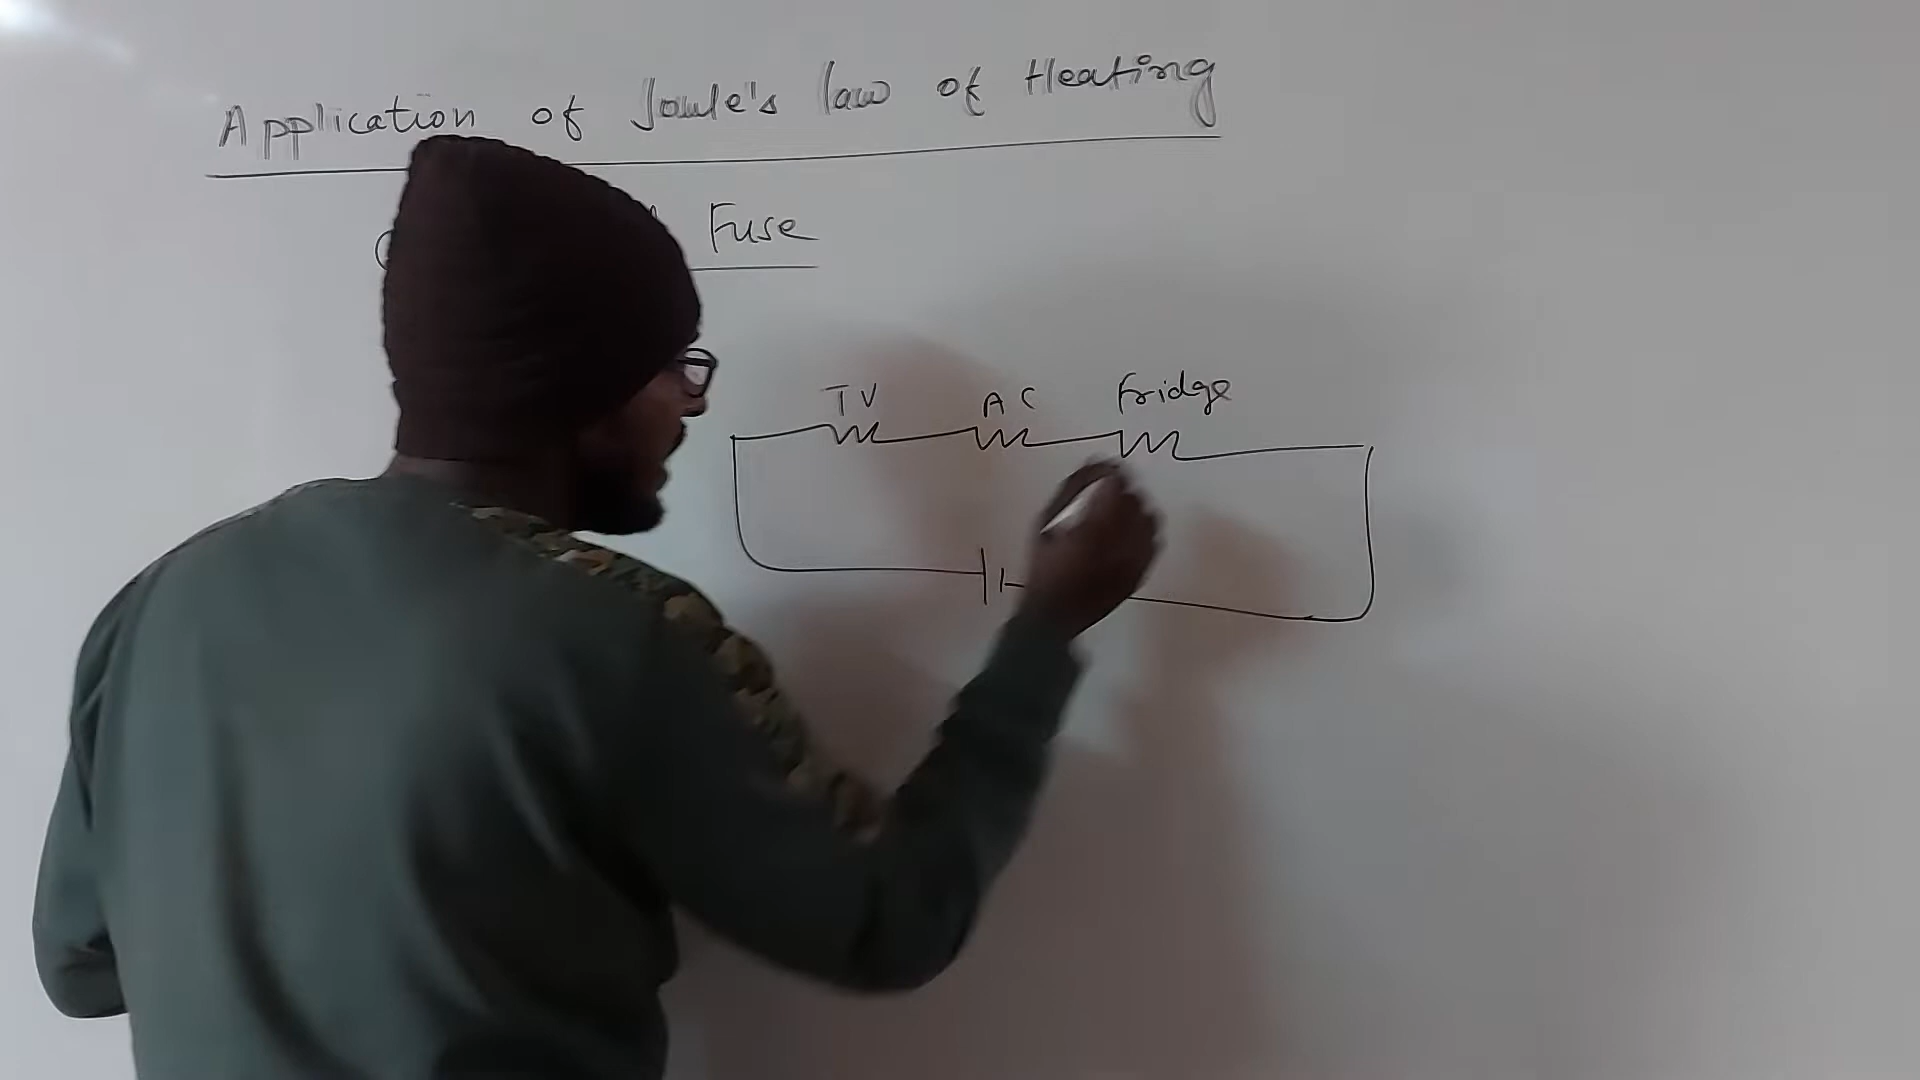 Application of Joule's law of Heating
Fuse
TV AC Fridge